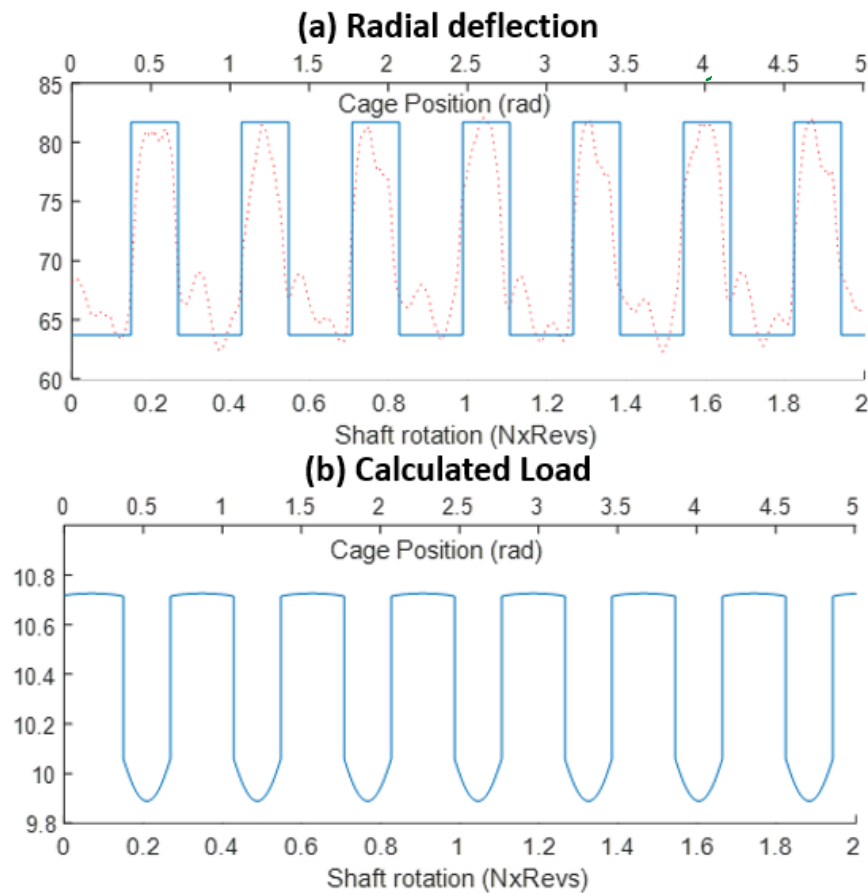 (a) Radial deflection
0 0.5 1 1.5 2 2.5 3 3.5 4 4.5 5
Cage Position (rad)
85
80
75
70
65
60
0 0.2 0.4 0.6 0.8 1 1.2 1.4 1.6 1.8 2
Shaft rotation (NxRevs)
(b) Calculated Load
0 0.5 1 1.5 2 2.5 3 3.5 4 4.5 5
Cage Position (rad)
10.8
10.6
10.4
10.2
10
9.8
0 0.2 0.4 0.6 0.8 1 1.2 1.4 1.6 1.8 2
Shaft rotation (NxRevs)